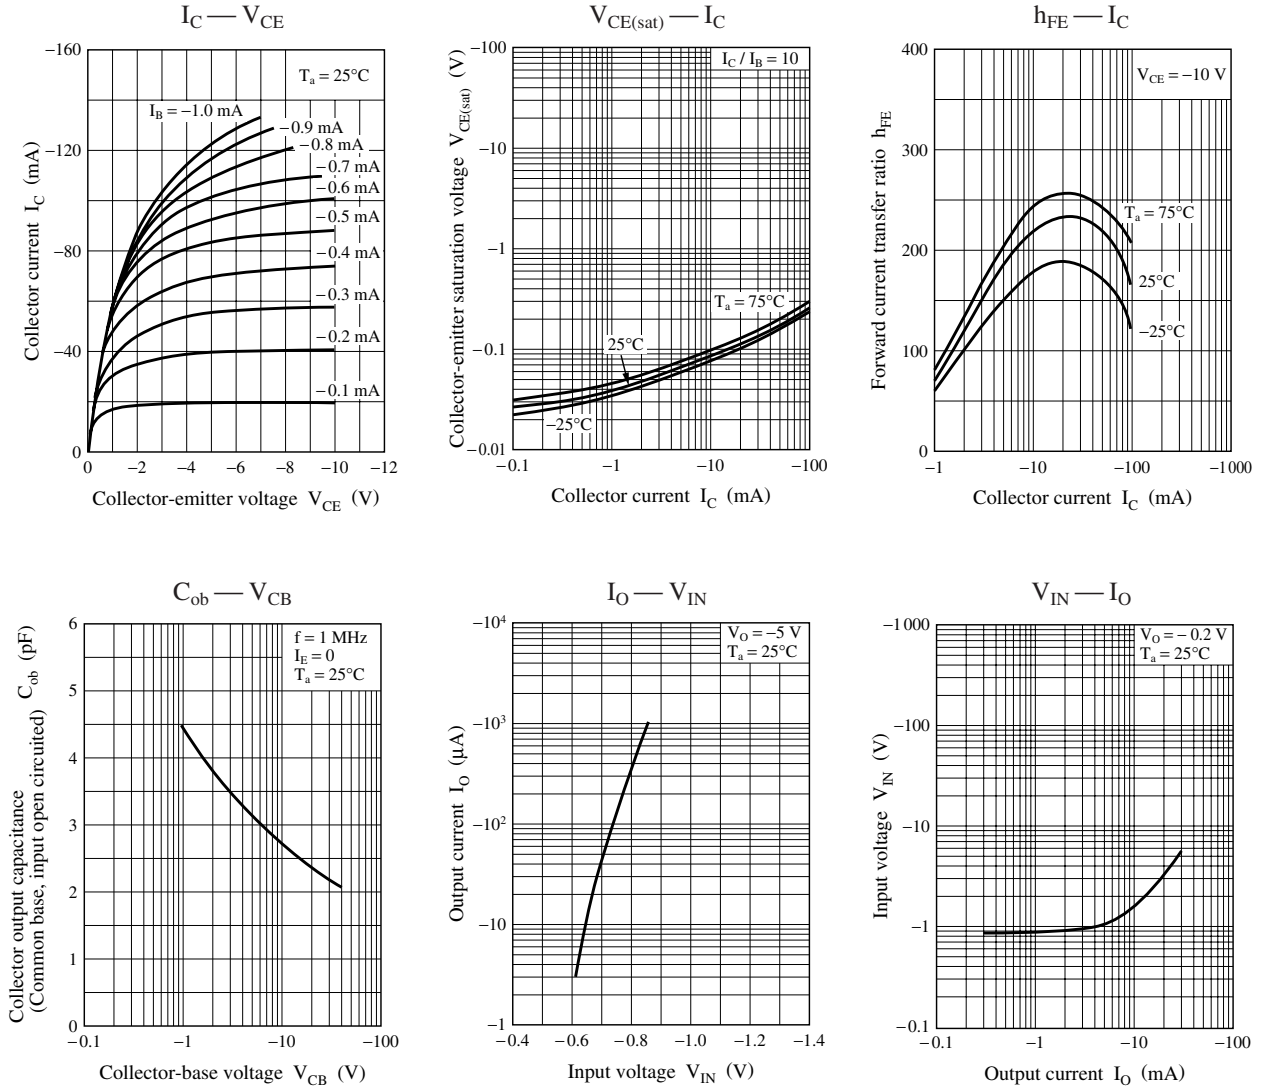 I_C — V_CE
−160
−120
−80
−40
0
0
−2
−4
−6
−8
−10
−12
T_a = 25°C
I_B = −1.0 mA
−0.9 mA
−0.8 mA
−0.7 mA
−0.6 mA
−0.5 mA
−0.4 mA
−0.3 mA
−0.2 mA
−0.1 mA
Collector current I_C (mA)
Collector-emitter voltage V_CE (V)
V_CE(sat) — I_C
−100
−10
−1
−0.1
−0.01
−0.1
−1
−10
−100
I_C / I_B = 10
T_a = 75°C
25°C
−25°C
Collector-emitter saturation voltage V_CE(sat) (V)
Collector current I_C (mA)
h_FE — I_C
400
300
200
100
0
−1
−10
−100
−1000
V_CE = −10 V
T_a = 75°C
25°C
−25°C
Forward current transfer ratio h_FE
Collector current I_C (mA)
C_ob — V_CB
6
5
4
3
2
1
0
−0.1
−1
−10
−100
f = 1 MHz
I_E = 0
T_a = 25°C
Collector output capacitance
(Common base, input open circuited) C_ob (pF)
Collector-base voltage V_CB (V)
I_O — V_IN
−10⁴
−10³
−10²
−10
−1
−0.4
−0.6
−0.8
−1.0
−1.2
−1.4
V_O = −5 V
T_a = 25°C
Output current I_O (μA)
Input voltage V_IN (V)
V_IN — I_O
−1 000
−100
−10
−1
−0.1
−0.1
−1
−10
−100
V_O = − 0.2 V
T_a = 25°C
Input voltage V_IN (V)
Output current I_O (mA)